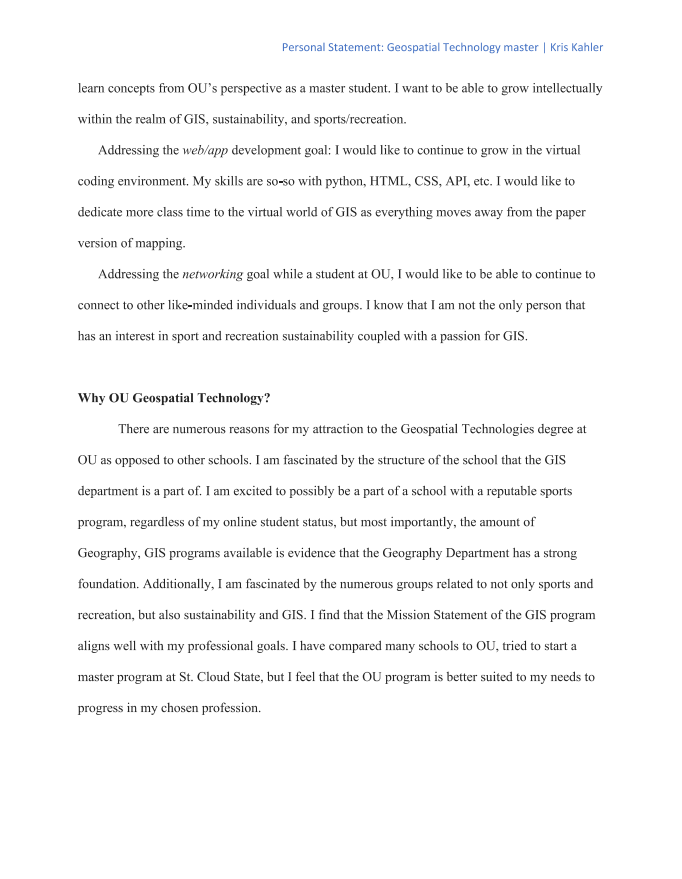 Personal Statement: Geospatial Technology master | Kris Kahler
learn concepts from OU’s perspective as a master student. I want to be able to grow intellectually
within the realm of GIS, sustainability, and sports/recreation.
Addressing the web/app development goal: I would like to continue to grow in the virtual
coding environment. My skills are so-so with python, HTML, CSS, API, etc. I would like to
dedicate more class time to the virtual world of GIS as everything moves away from the paper
version of mapping.
Addressing the networking goal while a student at OU, I would like to be able to continue to
connect to other like-minded individuals and groups. I know that I am not the only person that
has an interest in sport and recreation sustainability coupled with a passion for GIS.
Why OU Geospatial Technology?
There are numerous reasons for my attraction to the Geospatial Technologies degree at
OU as opposed to other schools. I am fascinated by the structure of the school that the GIS
department is a part of. I am excited to possibly be a part of a school with a reputable sports
program, regardless of my online student status, but most importantly, the amount of
Geography, GIS programs available is evidence that the Geography Department has a strong
foundation. Additionally, I am fascinated by the numerous groups related to not only sports and
recreation, but also sustainability and GIS. I find that the Mission Statement of the GIS program
aligns well with my professional goals. I have compared many schools to OU, tried to start a
master program at St. Cloud State, but I feel that the OU program is better suited to my needs to
progress in my chosen profession.